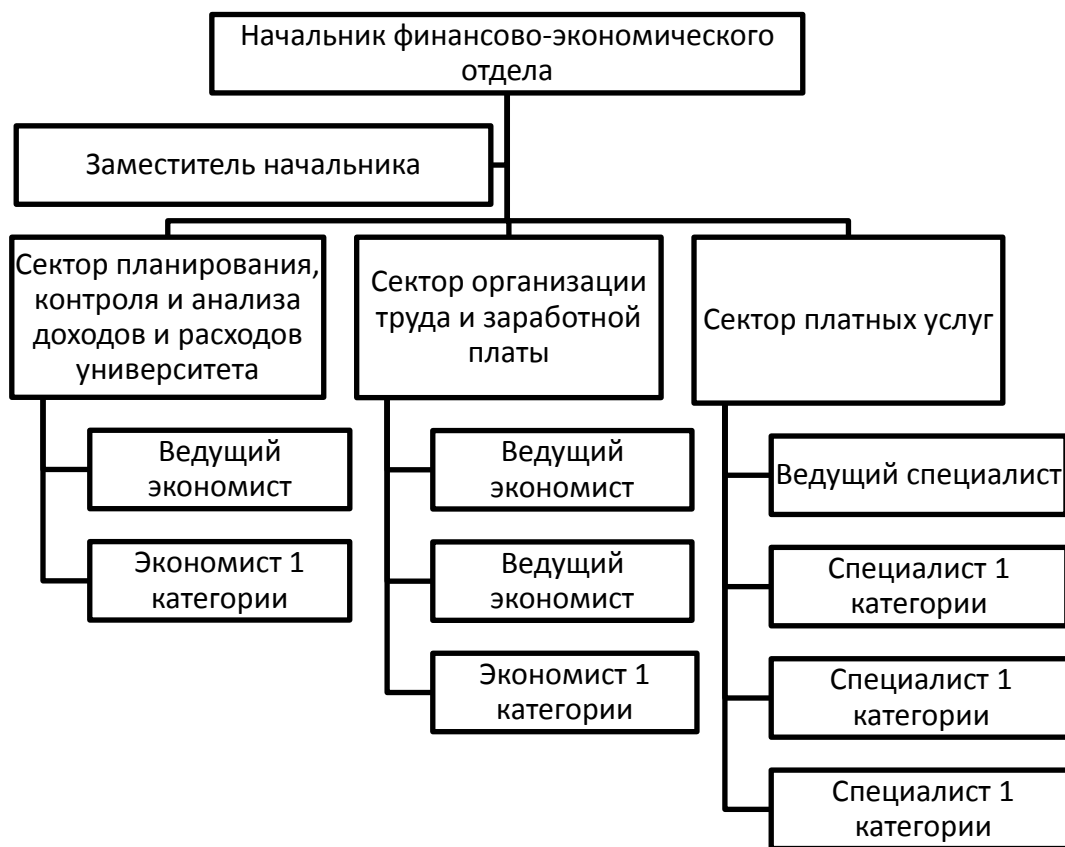 Начальник финансово-экономического
отдела
Заместитель начальника
Сектор планирования,
контроля и анализа
доходов и расходов
университета
Ведущий
экономист
Экономист 1
категории
Сектор организации
труда и заработной
платы
Ведущий
экономист
Ведущий
экономист
Экономист 1
категории
Сектор платных услуг
Ведущий специалист
Специалист 1
категории
Специалист 1
категории
Специалист 1
категории